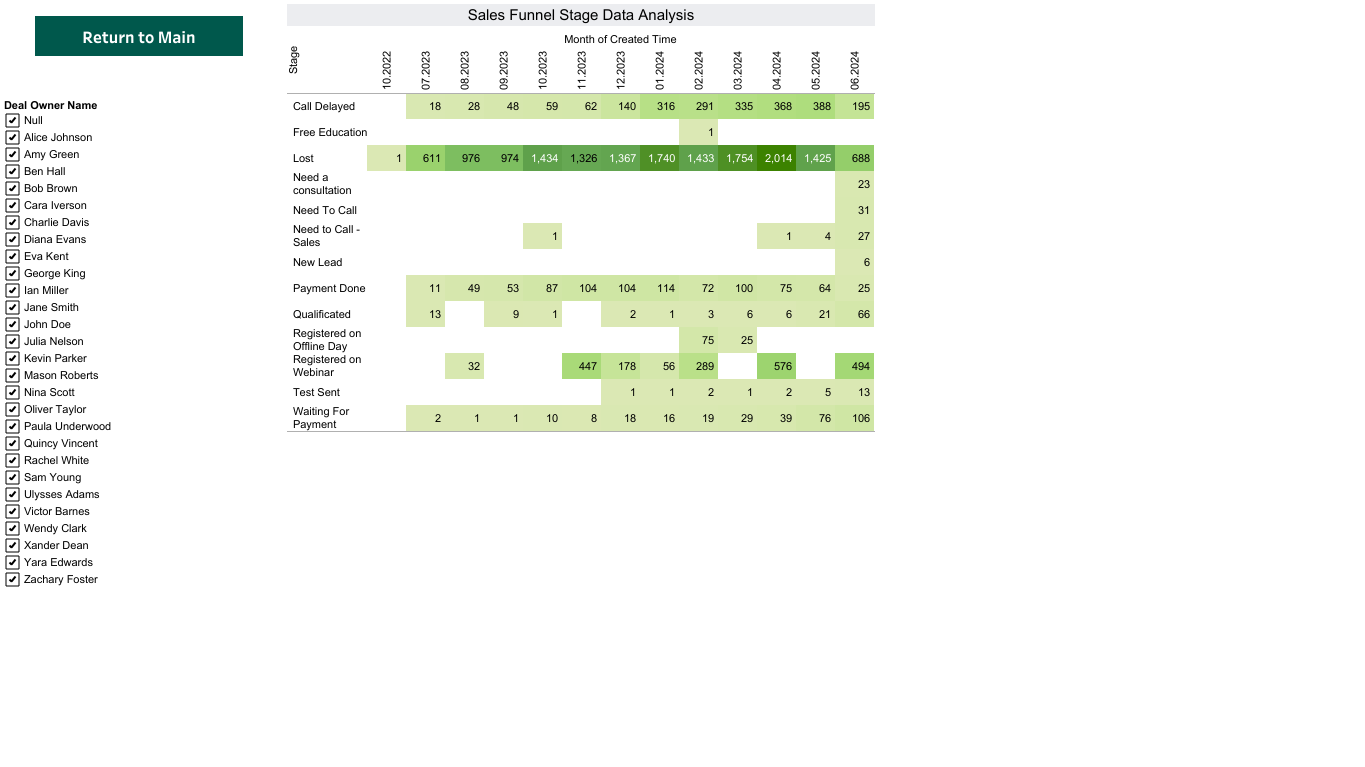 Return to Main
Deal Owner Name
Null
Alice Johnson
Amy Green
Ben Hall
Bob Brown
Cara Iverson
Charlie Davis
Diana Evans
Eva Kent
George King
Ian Miller
Jane Smith
John Doe
Julia Nelson
Kevin Parker
Mason Roberts
Nina Scott
Oliver Taylor
Paula Underwood
Quincy Vincent
Rachel White
Sam Young
Ulysses Adams
Victor Barnes
Wendy Clark
Xander Dean
Yara Edwards
Zachary Foster
Sales Funnel Stage Data Analysis
Month of Created Time
Stage 10.2022 07.2023 08.2023 09.2023 10.2023 11.2023 12.2023 01.2024 02.2024 03.2024 04.2024 05.2024 06.2024
Call Delayed 18 28 48 59 62 140 316 291 335 368 388 195
Free Education 1
Lost 1 611 976 974 1,434 1,326 1,367 1,740 1,433 1,754 2,014 1,425 688
Need a
consultation 23
Need To Call 31
Need to Call -
Sales 1 1 4 27
New Lead 6
Payment Done 11 49 53 87 104 104 114 72 100 75 64 25
Qualificated 13 9 1 2 1 3 6 6 21 66
Registered on
Offline Day 75 25
Registered on
Webinar 32 447 178 56 289 576 494
Test Sent 1 1 2 1 2 5 13
Waiting For
Payment 2 1 1 10 8 18 16 19 29 39 76 106